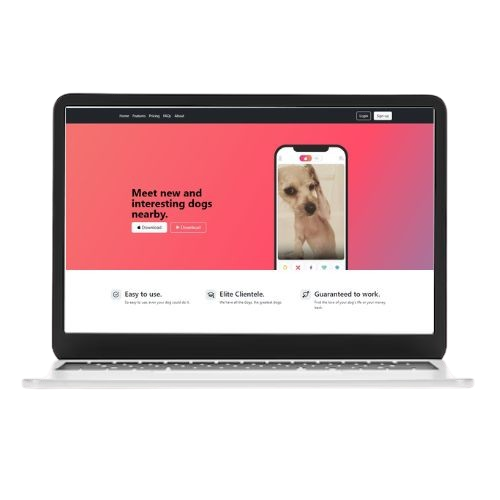 Home Features Pricing FAQs About
Login Sign-up
Meet new and
interesting dogs
nearby.
Download Download
Easy to use.
So easy to use, even your dog could do it.
Elite Clientele.
We have all the dogs, the greatest dogs.
Guaranteed to work.
Find the love of your dog's life or your money
back.